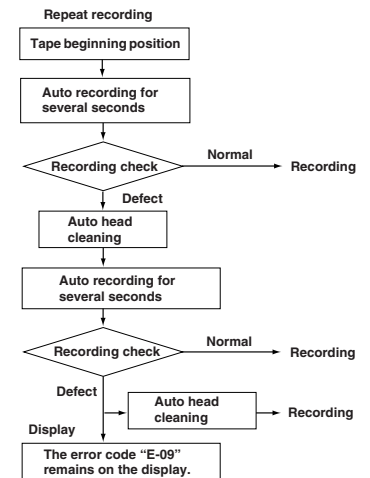 Repeat recording
Tape beginning position
Auto recording for
several seconds
Recording check
Normal
Recording
Defect
Auto head
cleaning
Auto recording for
several seconds
Recording check
Normal
Recording
Defect
Auto head
cleaning
Recording
Display
The error code “E-09”
remains on the display.